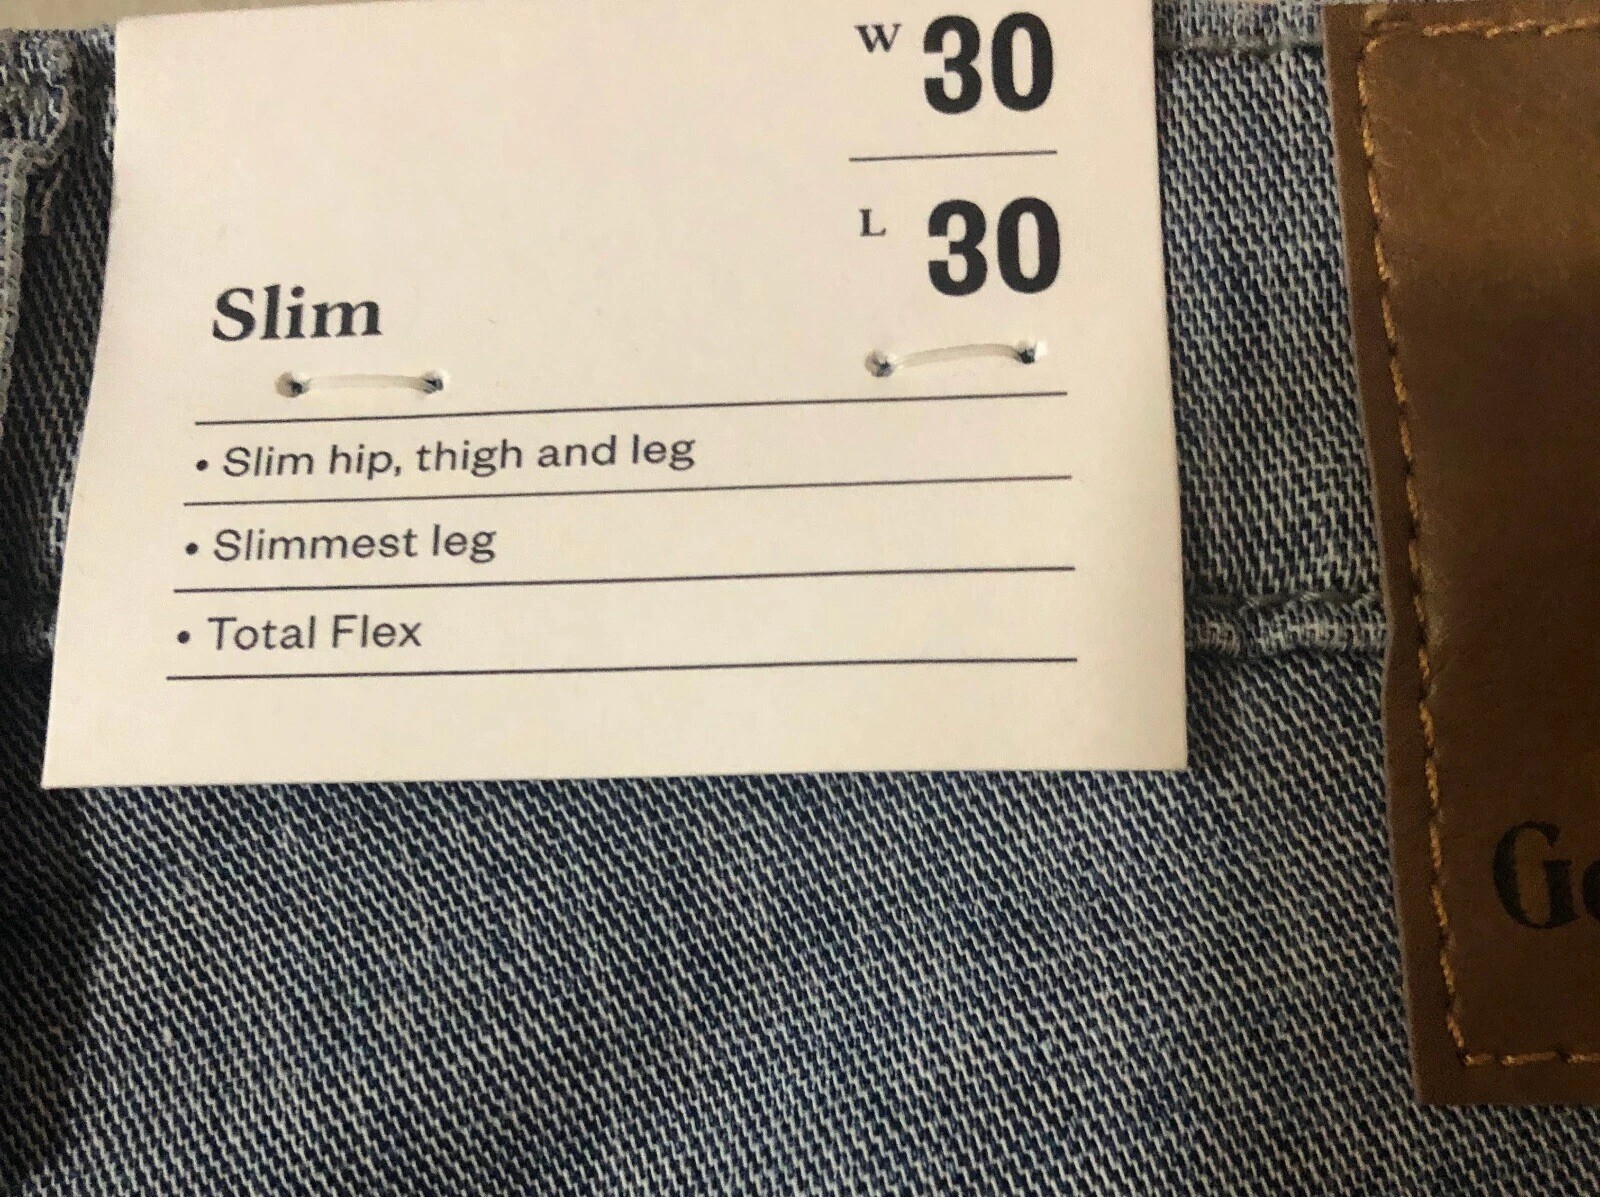 W 30
L 30
Slim
• Slim hip, thigh and leg
• Slimmest leg
• Total Flex